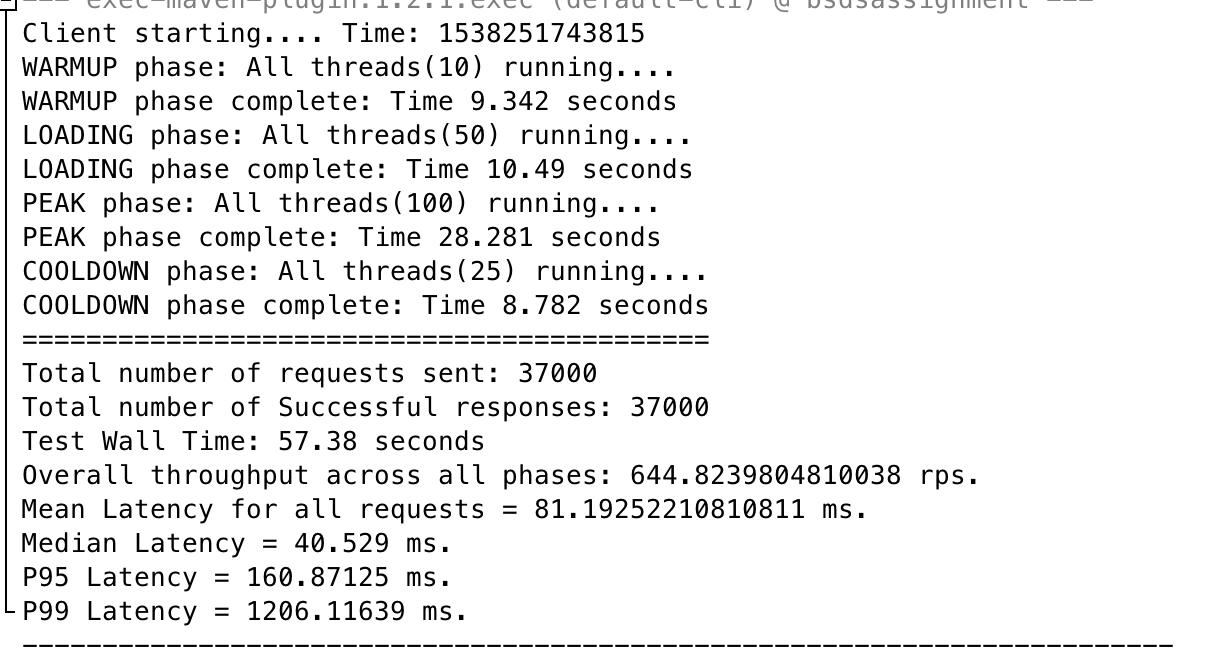 --- exec-maven-plugin:1.2.1:exec (default-cli) @ bsdsassignment ---
Client starting.... Time: 1538251743815
WARMUP phase: All threads(10) running....
WARMUP phase complete: Time 9.342 seconds
LOADING phase: All threads(50) running....
LOADING phase complete: Time 10.49 seconds
PEAK phase: All threads(100) running....
PEAK phase complete: Time 28.281 seconds
COOLDOWN phase: All threads(25) running....
COOLDOWN phase complete: Time 8.782 seconds
===========================================
Total number of requests sent: 37000
Total number of Successful responses: 37000
Test Wall Time: 57.38 seconds
Overall throughput across all phases: 644.8239804810038 rps.
Mean Latency for all requests = 81.19252210810811 ms.
Median Latency = 40.529 ms.
P95 Latency = 160.87125 ms.
P99 Latency = 1206.11639 ms.
------------------------------------------------------------------------